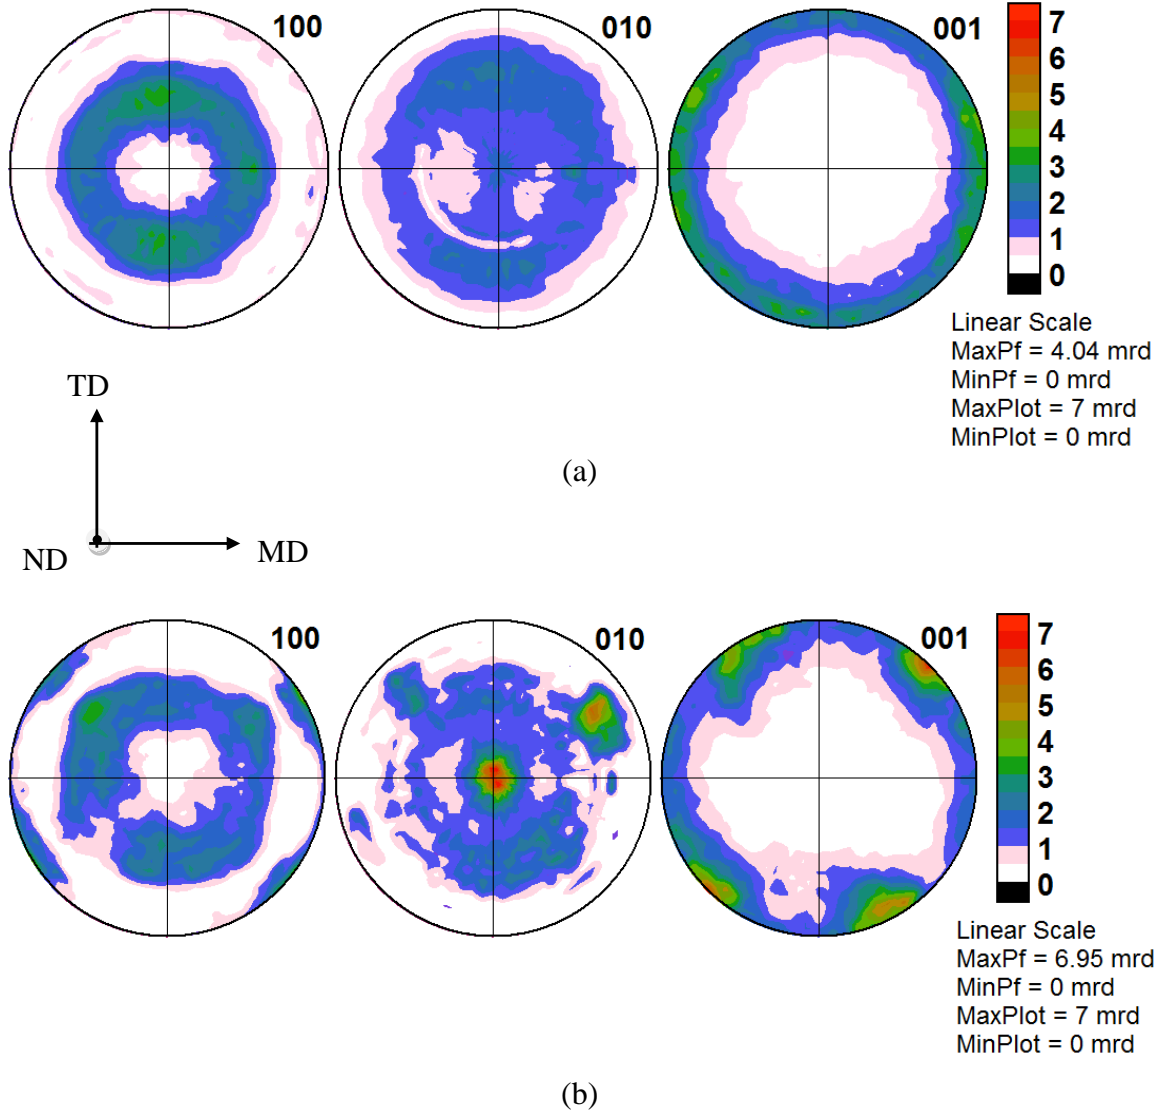 100
010
001
7
6
5
4
3
2
1
0
Linear Scale
MaxPf = 4.04 mrd
MinPf = 0 mrd
MaxPlot = 7 mrd
MinPlot = 0 mrd
TD
(a)
ND
MD
100
010
001
7
6
5
4
3
2
1
0
Linear Scale
MaxPf = 6.95 mrd
MinPf = 0 mrd
MaxPlot = 7 mrd
MinPlot = 0 mrd
(b)